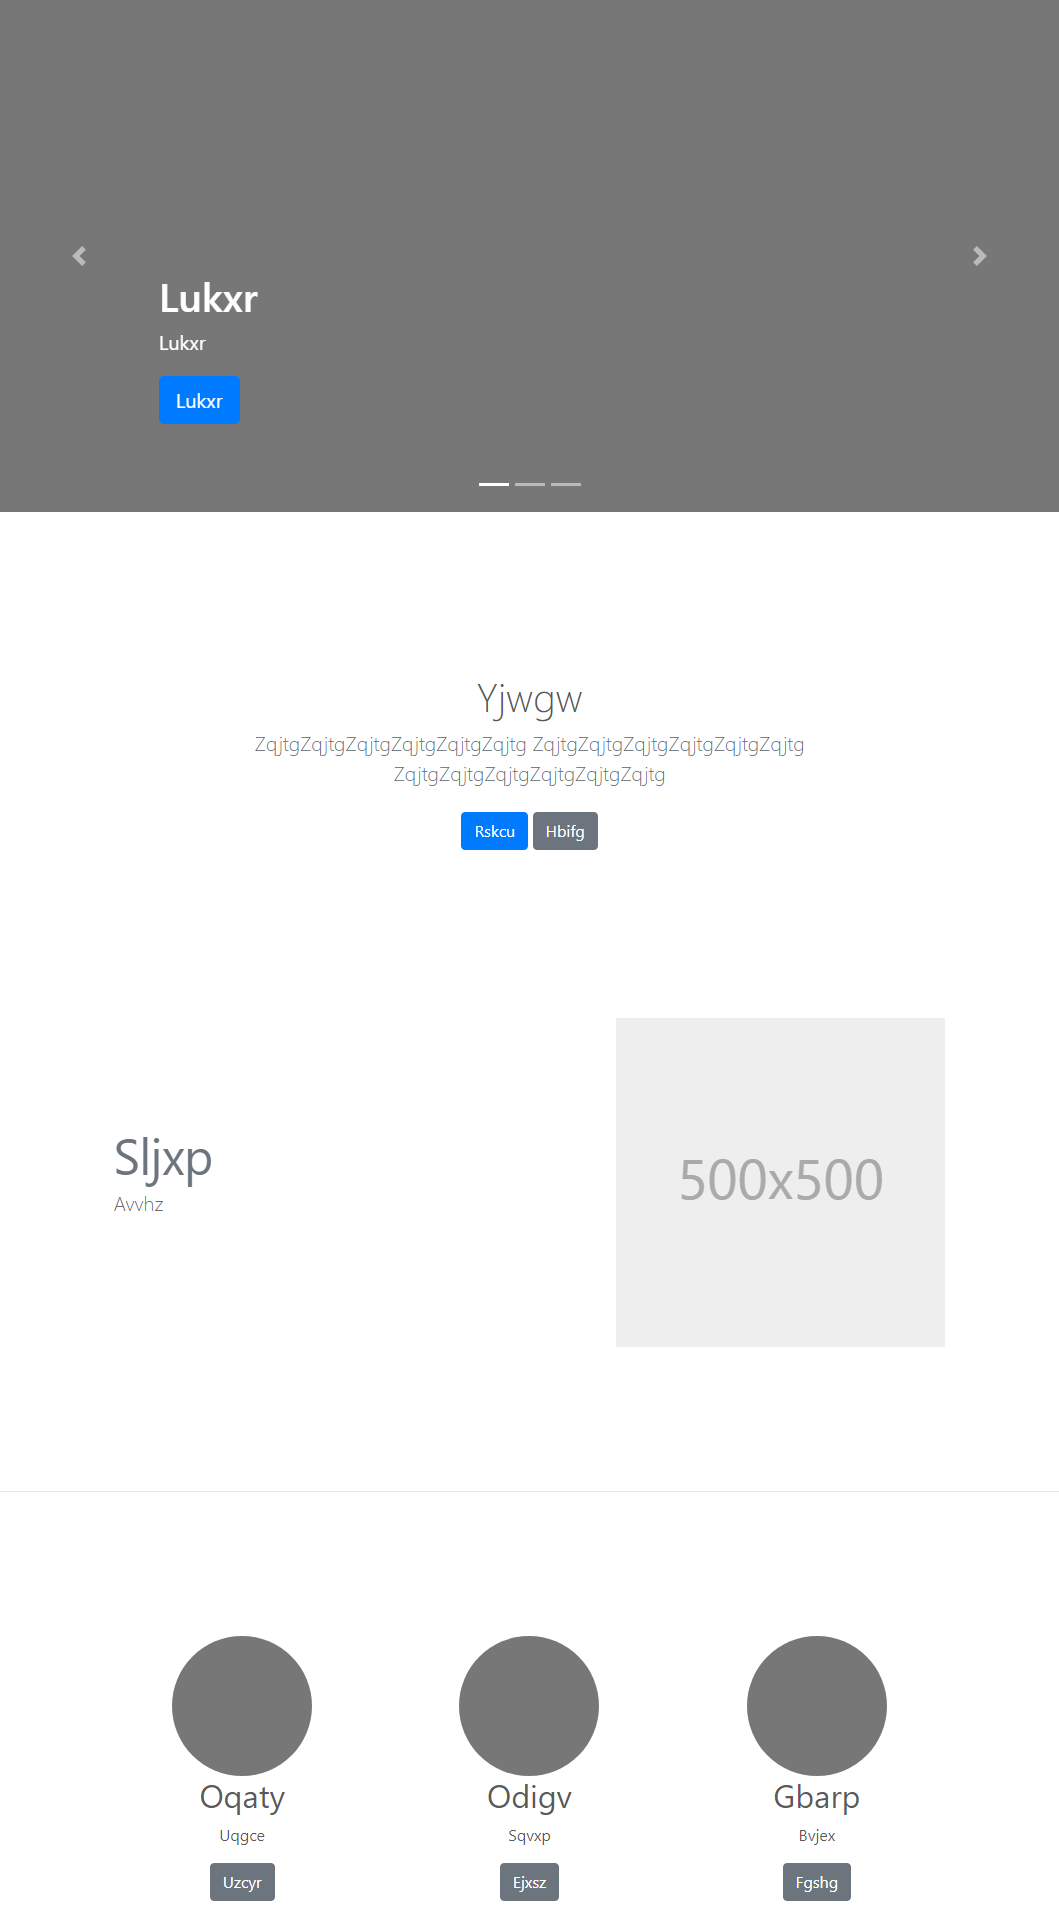 Lukxr
Lukxr
Lukxr
Yjwgw
ZqjtgZqjtgZqjtgZqjtgZqjtgZqjtg ZqjtgZqjtgZqjtgZqjtgZqjtgZqjtg
ZqjtgZqjtgZqjtgZqjtgZqjtgZqjtg
Rskcu Hbifg
Sljxp
Avvhz
500x500
Oqaty
Uqgce
Uzcyr
Odigv
Sqvxp
Ejxsz
Gbarp
Bvjex
Fgshg